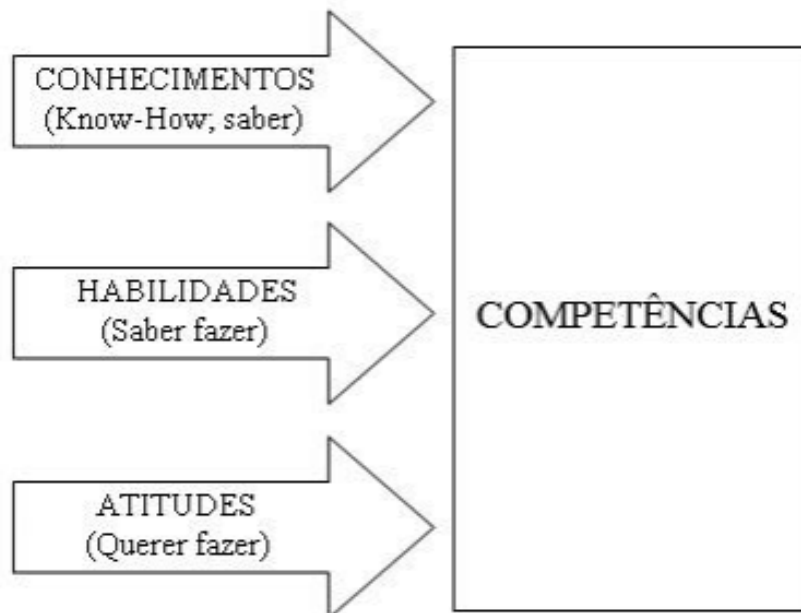 CONHECIMENTOS
(Know-How; saber)
HABILIDADES
(Saber fazer)
ATITUDES
(Querer fazer)
COMPETÊNCIAS